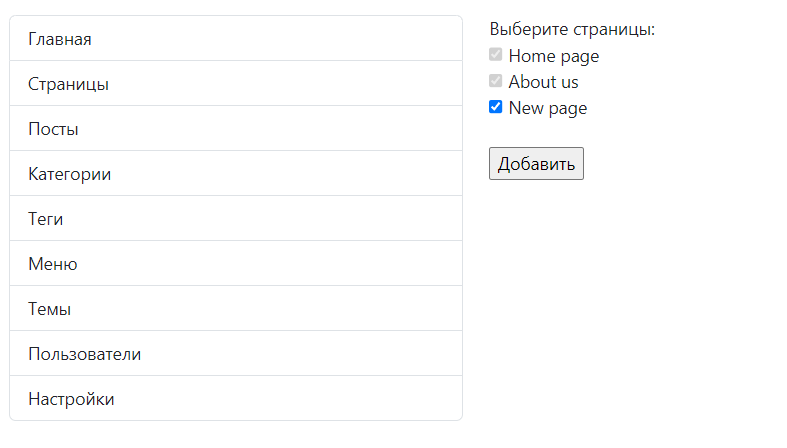 Главная
Страницы
Посты
Категории
Теги
Меню
Темы
Пользователи
Настройки
Выберите страницы:
Home page
About us
New page
Добавить